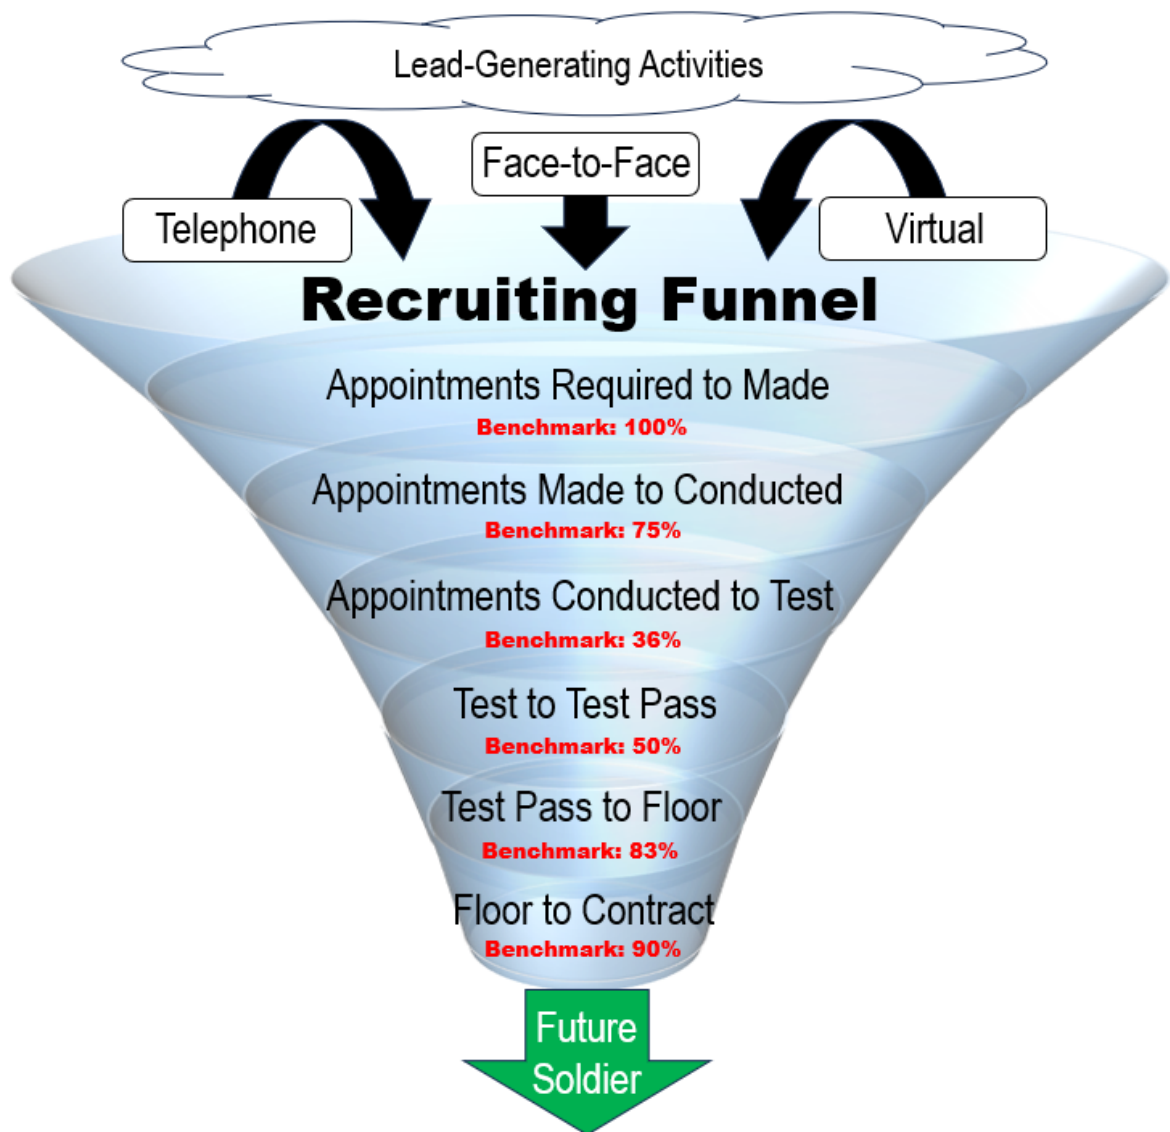 Lead-Generating Activities
Face-to-Face
Telephone
Virtual
Recruiting Funnel
Appointments Required to Made
Benchmark: 100%
Appointments Made to Conducted
Benchmark: 75%
Appointments Conducted to Test
Benchmark: 36%
Test to Test Pass
Benchmark: 50%
Test Pass to Floor
Benchmark: 83%
Floor to Contract
Benchmark: 90%
Future
Soldier